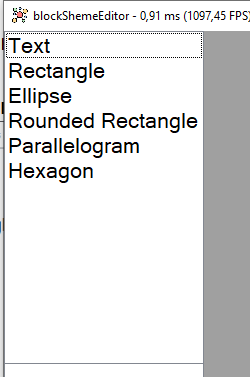 blockShemeEditor - 0,91 ms (1097,45 FPS)
Text
Rectangle
Ellipse
Rounded Rectangle
Parallelogram
Hexagon